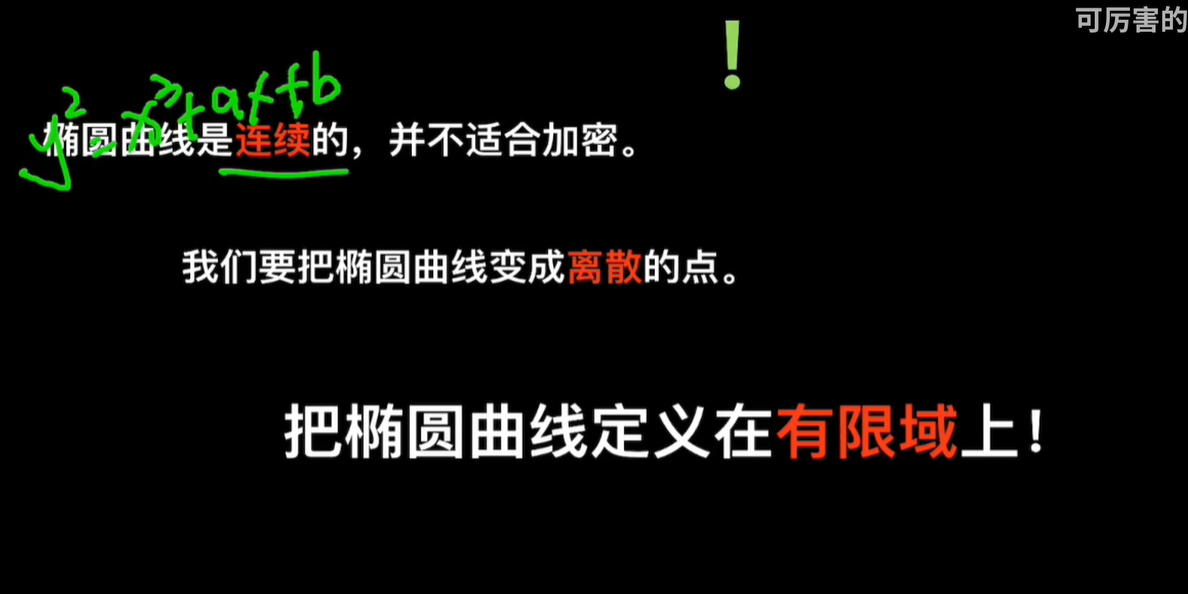 可厉害的
!
y²=x³+ax+b
椭圆曲线是连续的，并不适合加密。
我们要把椭圆曲线变成离散的点。
把椭圆曲线定义在有限域上！